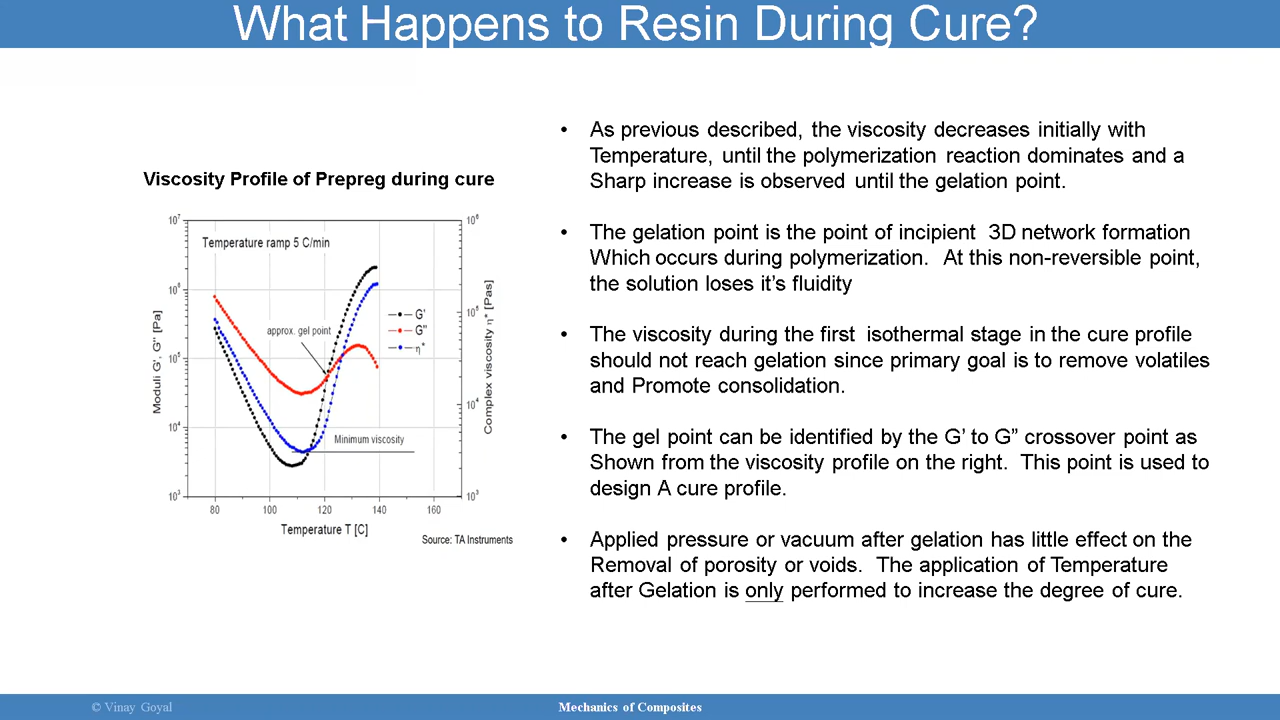 What Happens to Resin During Cure?
Viscosity Profile of Prepreg during cure
10⁷
10⁶
10⁵
10⁴
10³
Moduli G', G'' [Pa]
Temperature ramp 5 C/min
approx. gel point
G'
G''
η*
Minimum viscosity
10⁶
10⁵
10⁴
10³
Complex viscosity η* [Pas]
80 100 120 140 160
Temperature T [C]
Source: TA Instruments
• As previous described, the viscosity decreases initially with
Temperature, until the polymerization reaction dominates and a
Sharp increase is observed until the gelation point.
• The gelation point is the point of incipient 3D network formation
Which occurs during polymerization. At this non-reversible point,
the solution loses it's fluidity
• The viscosity during the first isothermal stage in the cure profile
should not reach gelation since primary goal is to remove volatiles
and Promote consolidation.
• The gel point can be identified by the G' to G” crossover point as
Shown from the viscosity profile on the right. This point is used to
design A cure profile.
• Applied pressure or vacuum after gelation has little effect on the
Removal of porosity or voids. The application of Temperature
after Gelation is only performed to increase the degree of cure.
© Vinay Goyal
Mechanics of Composites